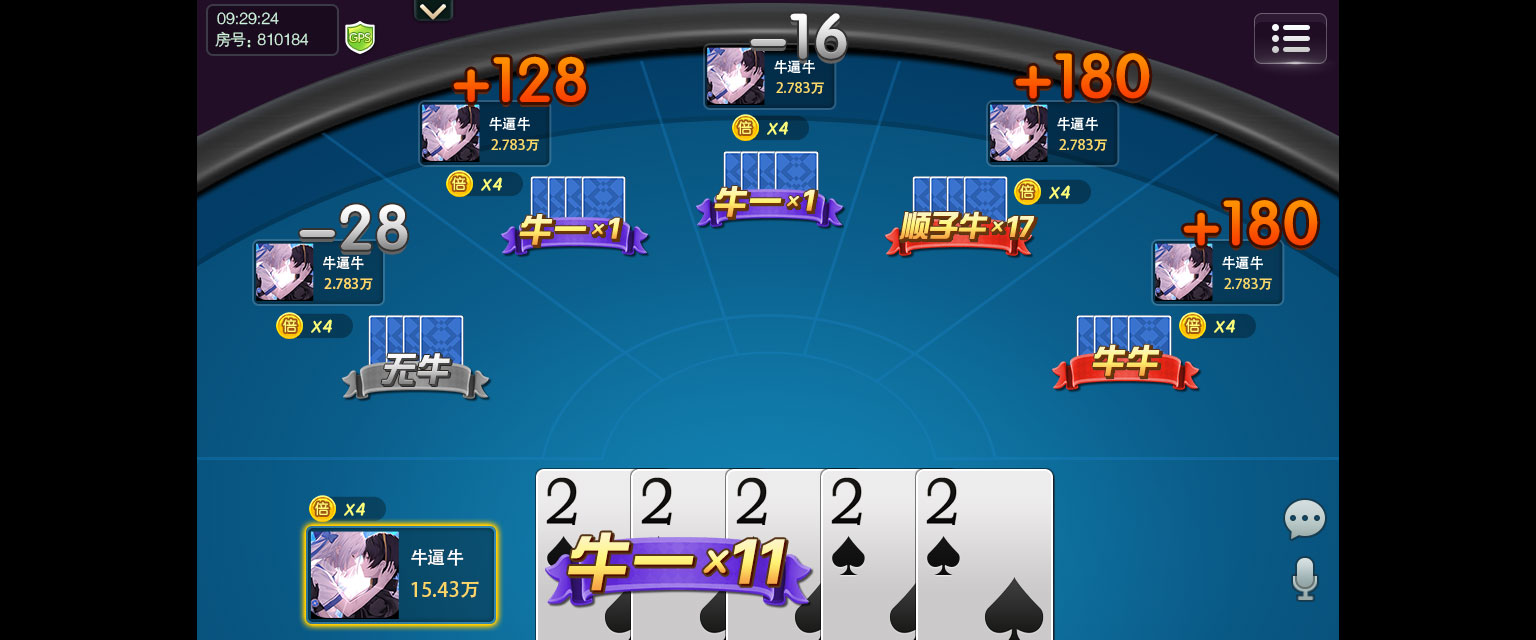 09:29:24
房号：810184
GPS
−16
牛逼牛
2.783万
倍 X4
牛一×1
+128
牛逼牛
2.783万
倍 X4
牛一×1
+180
牛逼牛
2.783万
倍 X4
顺子牛×17
−28
牛逼牛
2.783万
倍 X4
无牛
+180
牛逼牛
2.783万
倍 X4
牛牛
倍 X4
牛逼牛
15.43万
2 2 2 2 2
牛一×11